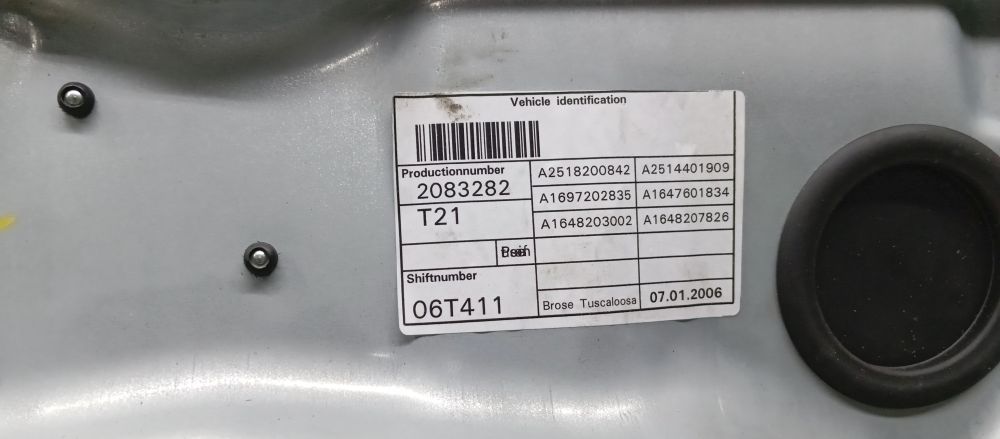 Vehicle identification
Productionnumber
2083282
T21
Shiftnumber
06T411
A2518200842 A2514401909
A1697202835 A1647601834
A1648203002 A1648207826
Brose Tuscaloosa 07.01.2006